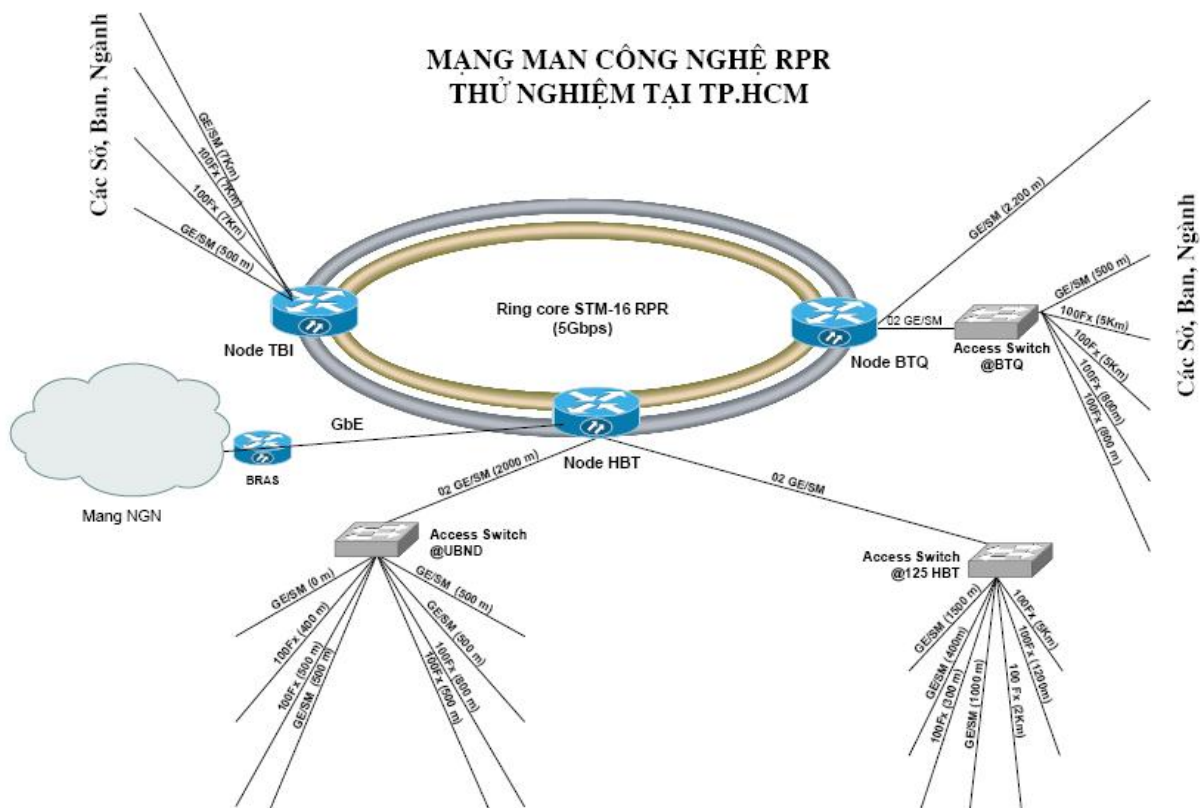 MẠNG MAN CÔNG NGHỆ RPR
THỬ NGHIỆM TẠI TP.HCM
Các Sở, Ban, Ngành
GE/SM (7Km)
100Fx (7Km)
100Fx (7Km)
GE/SM (500 m)
Node TBI
Ring core STM-16 RPR
(5Gbps)
GE/SM (2,200 m)
02 GE/SM
Node BTQ
Access Switch
@BTQ
GE/SM (500 m)
100Fx (5Km)
100Fx (5Km)
100Fx (800m)
100Fx (800 m)
Các Sở, Ban, Ngành
GbE
BRAS
Mang NGN
Node HBT
02 GE/SM (2000 m)
02 GE/SM
Access Switch
@UBND
GE/SM (0 m)
100Fx (400 m)
100Fx (500 m)
GE/SM (500 m)
GE/SM (500 m)
GE/SM (500 m)
100Fx (800 m)
100Fx (500 m)
Access Switch
@125 HBT
GE/SM (1500 m)
GE/SM (400m)
100Fx (300 m)
GE/SM (1000 m)
100 Fx (2Km)
100Fx (1200m)
100Fx (5Km)